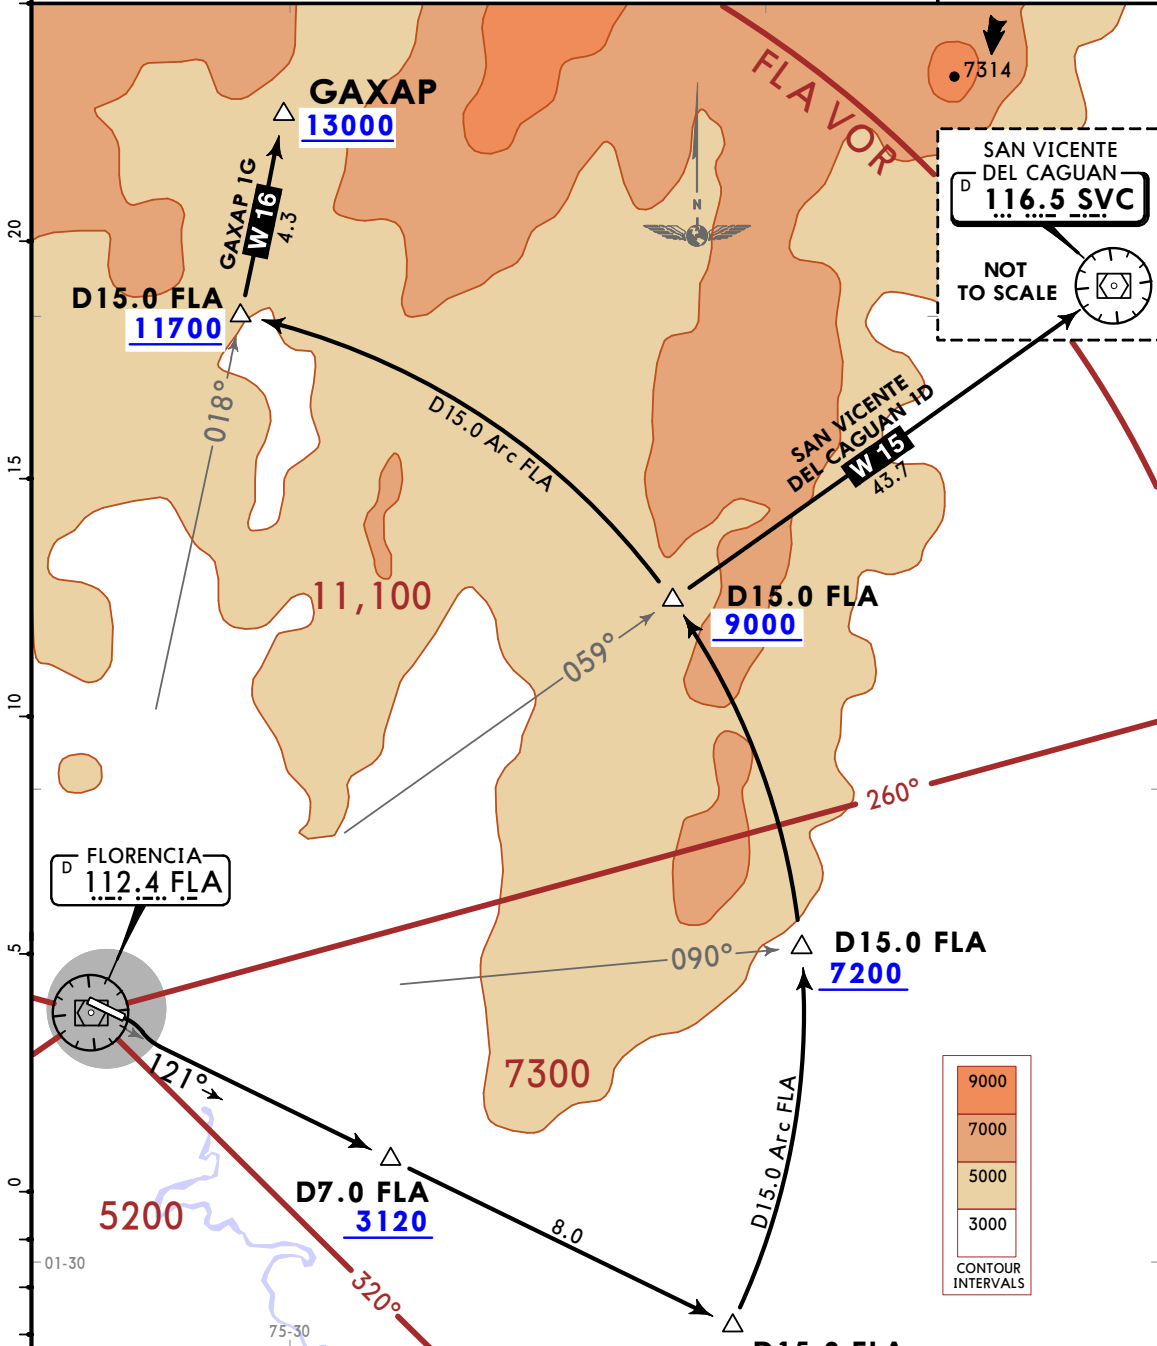 FLA VOR
7314
GAXAP
13000
SAN VICENTE
DEL CAGUAN
D 116.5 SVC
NOT
TO SCALE
GAXAP 1G
W 16
4.3
N
20
D15.0 FLA
11700
018°
D15.0 Arc FLA
SAN VICENTE
DEL CAGUAN 1D
W 15
43.7
15
11,100
D15.0 FLA
9000
059°
10
260°
FLORENCIA
D 112.4 FLA
5
090°
D15.0 FLA
7200
121°
7300
D15.0 Arc FLA
9000
7000
5000
3000
CONTOUR
INTERVALS
0
D7.0 FLA
3120
5200
8.0
01-30
320°
75-30